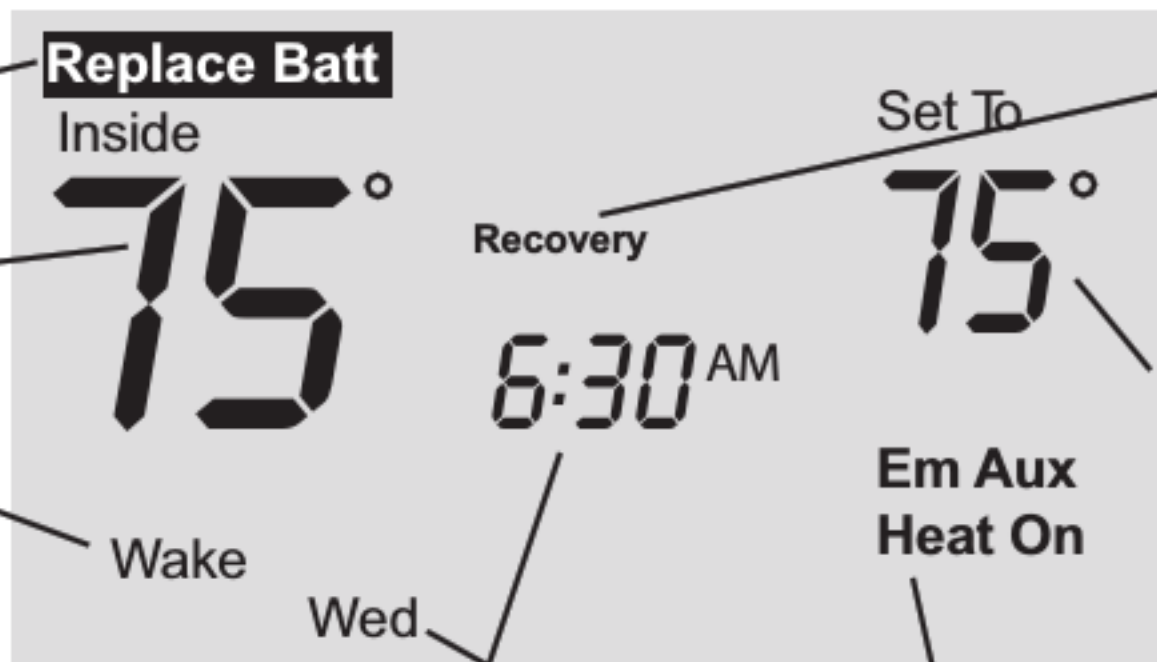 Replace Batt
Inside
Set To
75°
75°
Recovery
6:30 AM
Em Aux
Heat On
Wake
Wed